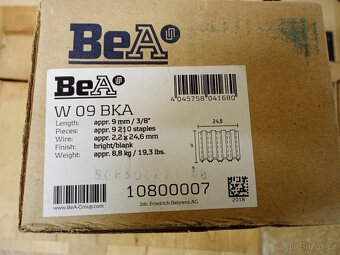 BeA
BeA
4 045758 041680
W 09 BKA
Length: appr. 9 mm / 3/8"
Pieces: appr. 9 210 staples
Wire: appr. 2,2 x 24,6 mm
Finish: bright/blank
Weight: appr. 8,8 kg / 19,3 lbs.
24,8
9
10800007
www.BeA-Group.com
Joh. Friedrich Behrens AG
2018